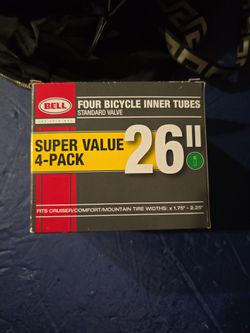 BELL
FOUR BICYCLE INNER TUBES
STANDARD VALVE
SUPER VALUE
4-PACK
26"
FITS CRUISER/COMFORT/MOUNTAIN TIRE WIDTHS: x 1.75" - 2.25"